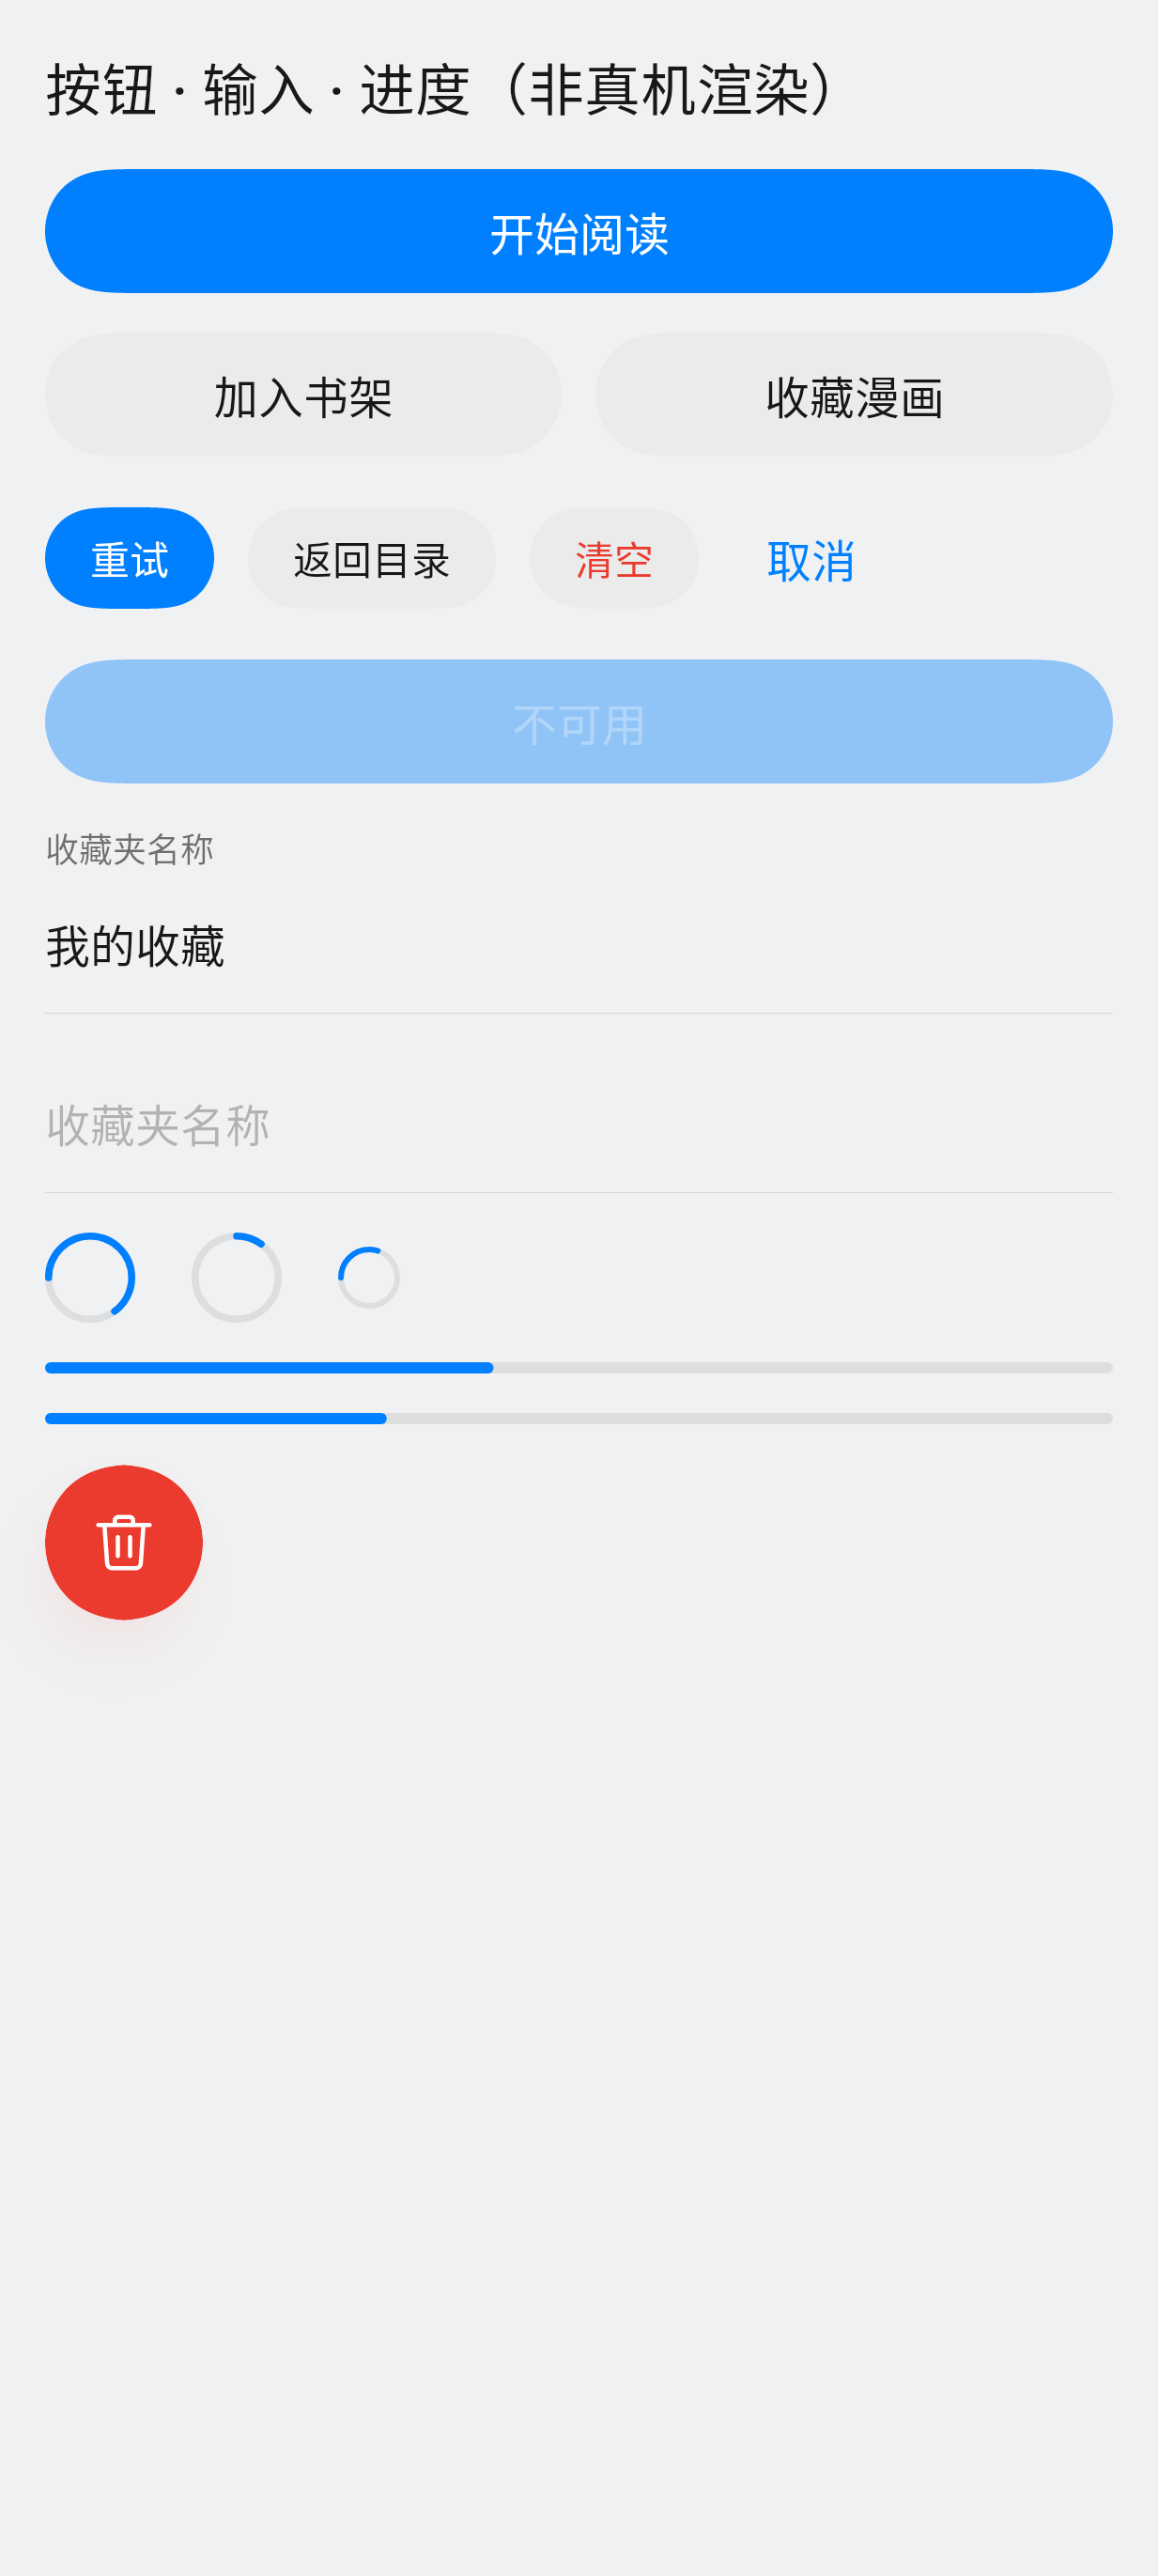 按钮 · 输入 · 进度（非真机渲染）
开始阅读
加入书架 收藏漫画
重试 返回目录 清空 取消
不可用
收藏夹名称
我的收藏
收藏夹名称